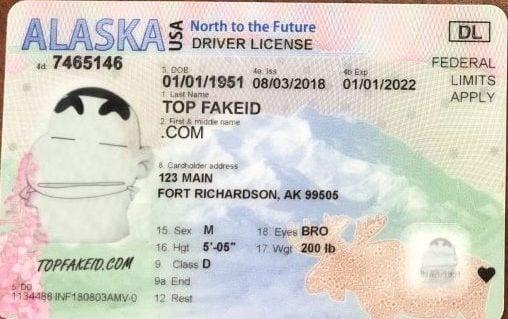 ALASKA USA North to the Future DL
DRIVER LICENSE
4d. 7465146 FEDERAL
3. DOB 4a. Iss 4b Exp LIMITS
01/01/1951 08/03/2018 01/01/2022 APPLY
1. Last Name
TOP FAKEID
2. First & middle name
.COM
8. Cardholder address
123 MAIN
FORT RICHARDSON, AK 99505
15. Sex M 18. Eyes BRO
16. Hgt 5'-05" 17. Wgt 200 lb
TOPFAKEID.COM 9. Class D
9a End
5. DD
1134486 INF180803AMV-0 12. Rest